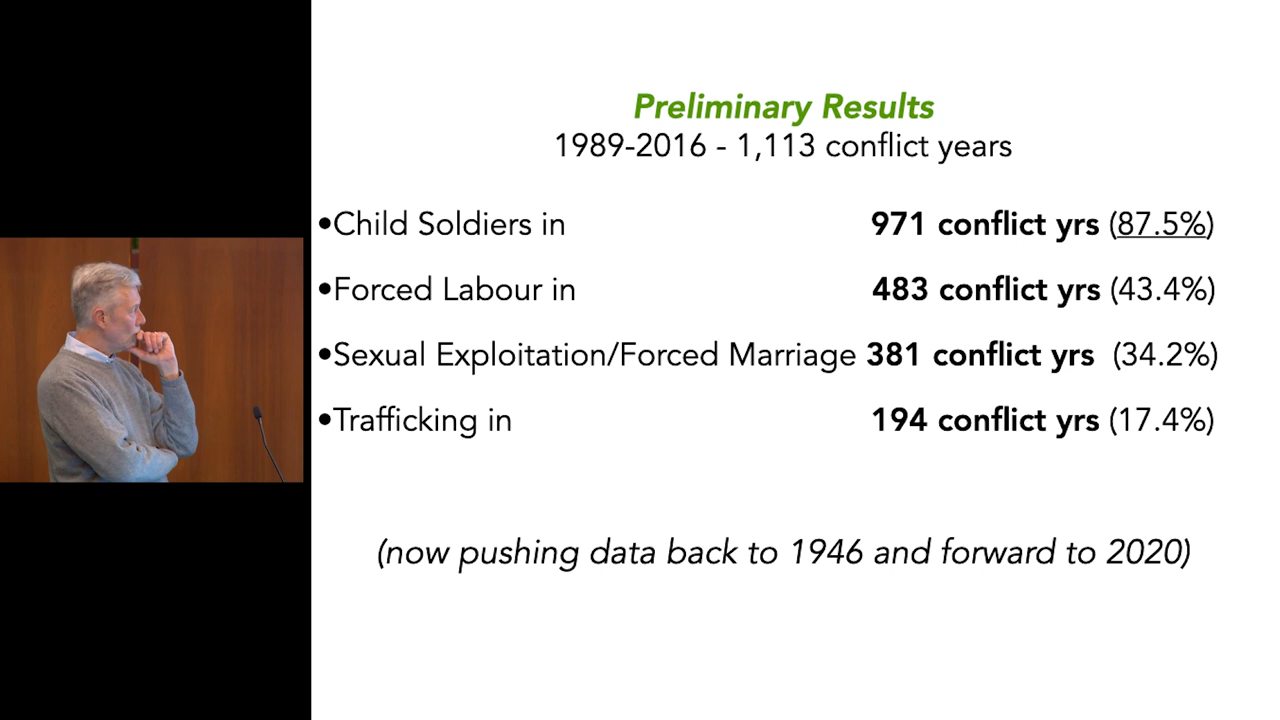 Preliminary Results
1989-2016 - 1,113 conflict years
•Child Soldiers in 971 conflict yrs (87.5%)
•Forced Labour in 483 conflict yrs (43.4%)
•Sexual Exploitation/Forced Marriage 381 conflict yrs (34.2%)
•Trafficking in 194 conflict yrs (17.4%)
(now pushing data back to 1946 and forward to 2020)